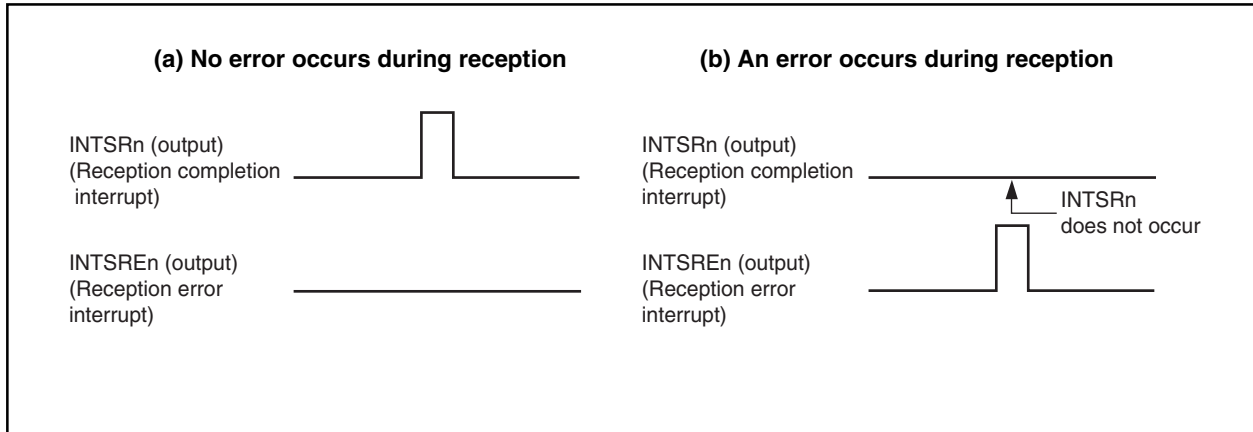 (a) No error occurs during reception
INTSRn (output)
(Reception completion
interrupt)
INTSREn (output)
(Reception error
interrupt)
(b) An error occurs during reception
INTSRn (output)
(Reception completion
interrupt)
INTSRn
does not occur
INTSREn (output)
(Reception error
interrupt)